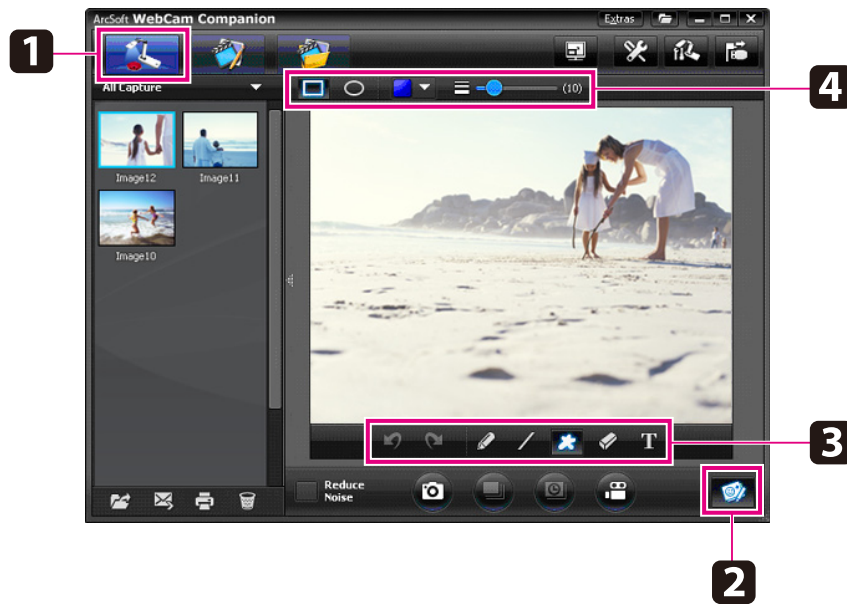 ArcSoft WebCam Companion
Extras
1
All Capture
(10)
4
Image12
Image11
Image10
T
3
Reduce
Noise
2